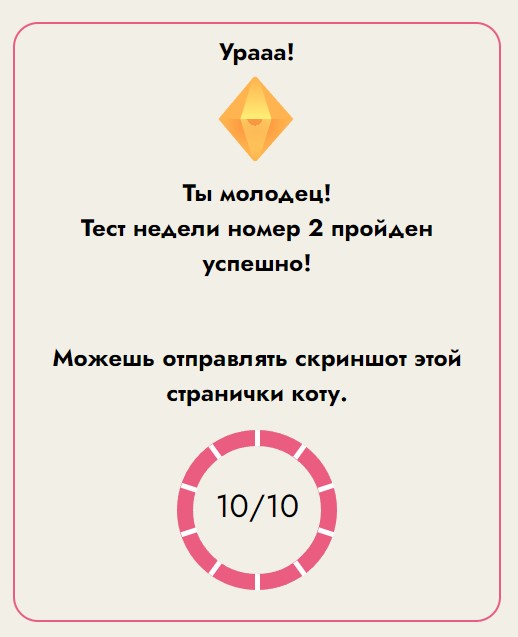 Урааа!
Ты молодец!
Тест недели номер 2 пройден
успешно!
Можешь отправлять скриншот этой
странички коту.
10/10